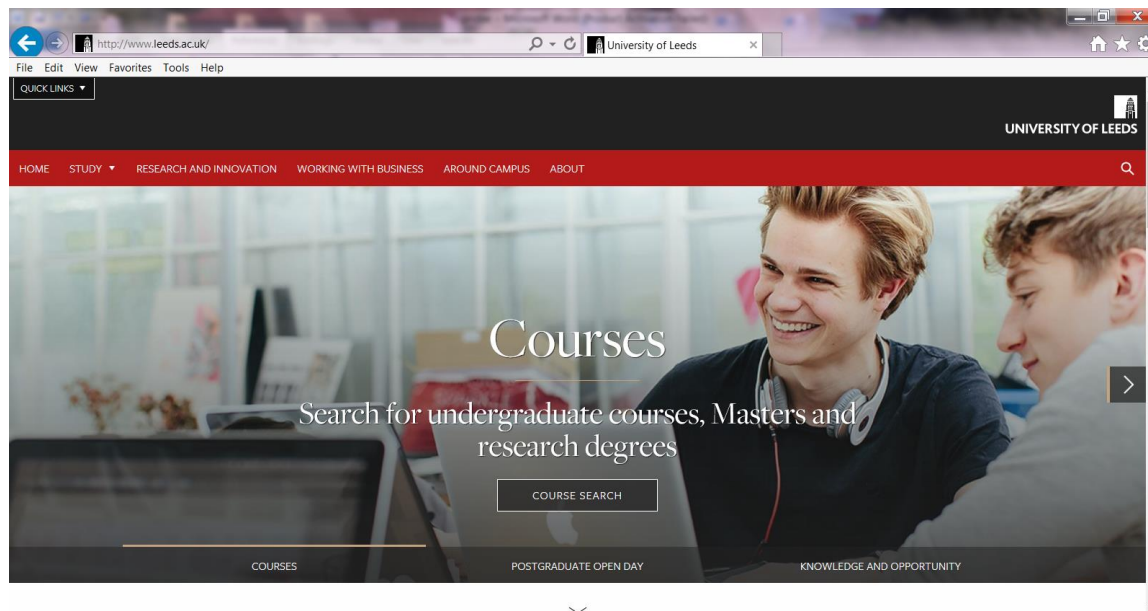 http://www.leeds.ac.uk/
University of Leeds
File Edit View Favorites Tools Help
QUICK LINKS
UNIVERSITY OF LEEDS
HOME STUDY RESEARCH AND INNOVATION WORKING WITH BUSINESS AROUND CAMPUS ABOUT
Courses
Search for undergraduate courses, Masters and
research degrees
COURSE SEARCH
COURSES POSTGRADUATE OPEN DAY KNOWLEDGE AND OPPORTUNITY